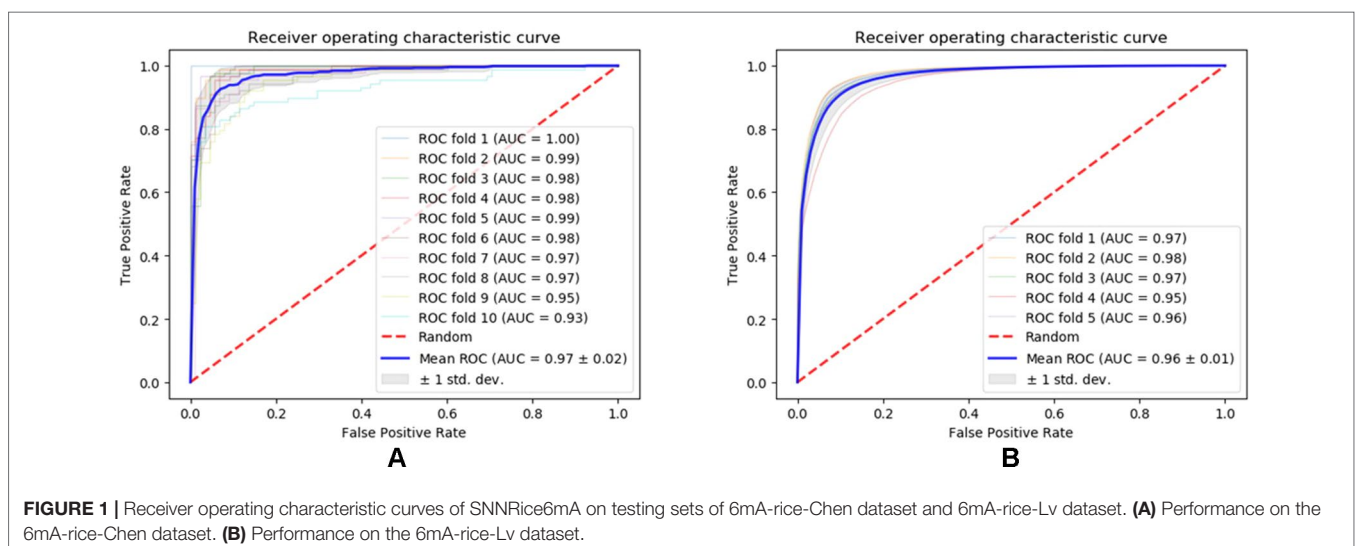 Receiver operating characteristic curve
1.0
0.8
0.6
0.4
0.2
0.0
True Positive Rate
ROC fold 1 (AUC = 1.00)
ROC fold 2 (AUC = 0.99)
ROC fold 3 (AUC = 0.98)
ROC fold 4 (AUC = 0.98)
ROC fold 5 (AUC = 0.99)
ROC fold 6 (AUC = 0.98)
ROC fold 7 (AUC = 0.97)
ROC fold 8 (AUC = 0.97)
ROC fold 9 (AUC = 0.95)
ROC fold 10 (AUC = 0.93)
Random
Mean ROC (AUC = 0.97 ± 0.02)
± 1 std. dev.
0.0 0.2 0.4 0.6 0.8 1.0
False Positive Rate
A
Receiver operating characteristic curve
1.0
0.8
0.6
0.4
0.2
0.0
True Positive Rate
ROC fold 1 (AUC = 0.97)
ROC fold 2 (AUC = 0.98)
ROC fold 3 (AUC = 0.97)
ROC fold 4 (AUC = 0.95)
ROC fold 5 (AUC = 0.96)
Random
Mean ROC (AUC = 0.96 ± 0.01)
± 1 std. dev.
0.0 0.2 0.4 0.6 0.8 1.0
False Positive Rate
B
FIGURE 1 | Receiver operating characteristic curves of SNNRice6mA on testing sets of 6mA-rice-Chen dataset and 6mA-rice-Lv dataset. (A) Performance on the
6mA-rice-Chen dataset. (B) Performance on the 6mA-rice-Lv dataset.